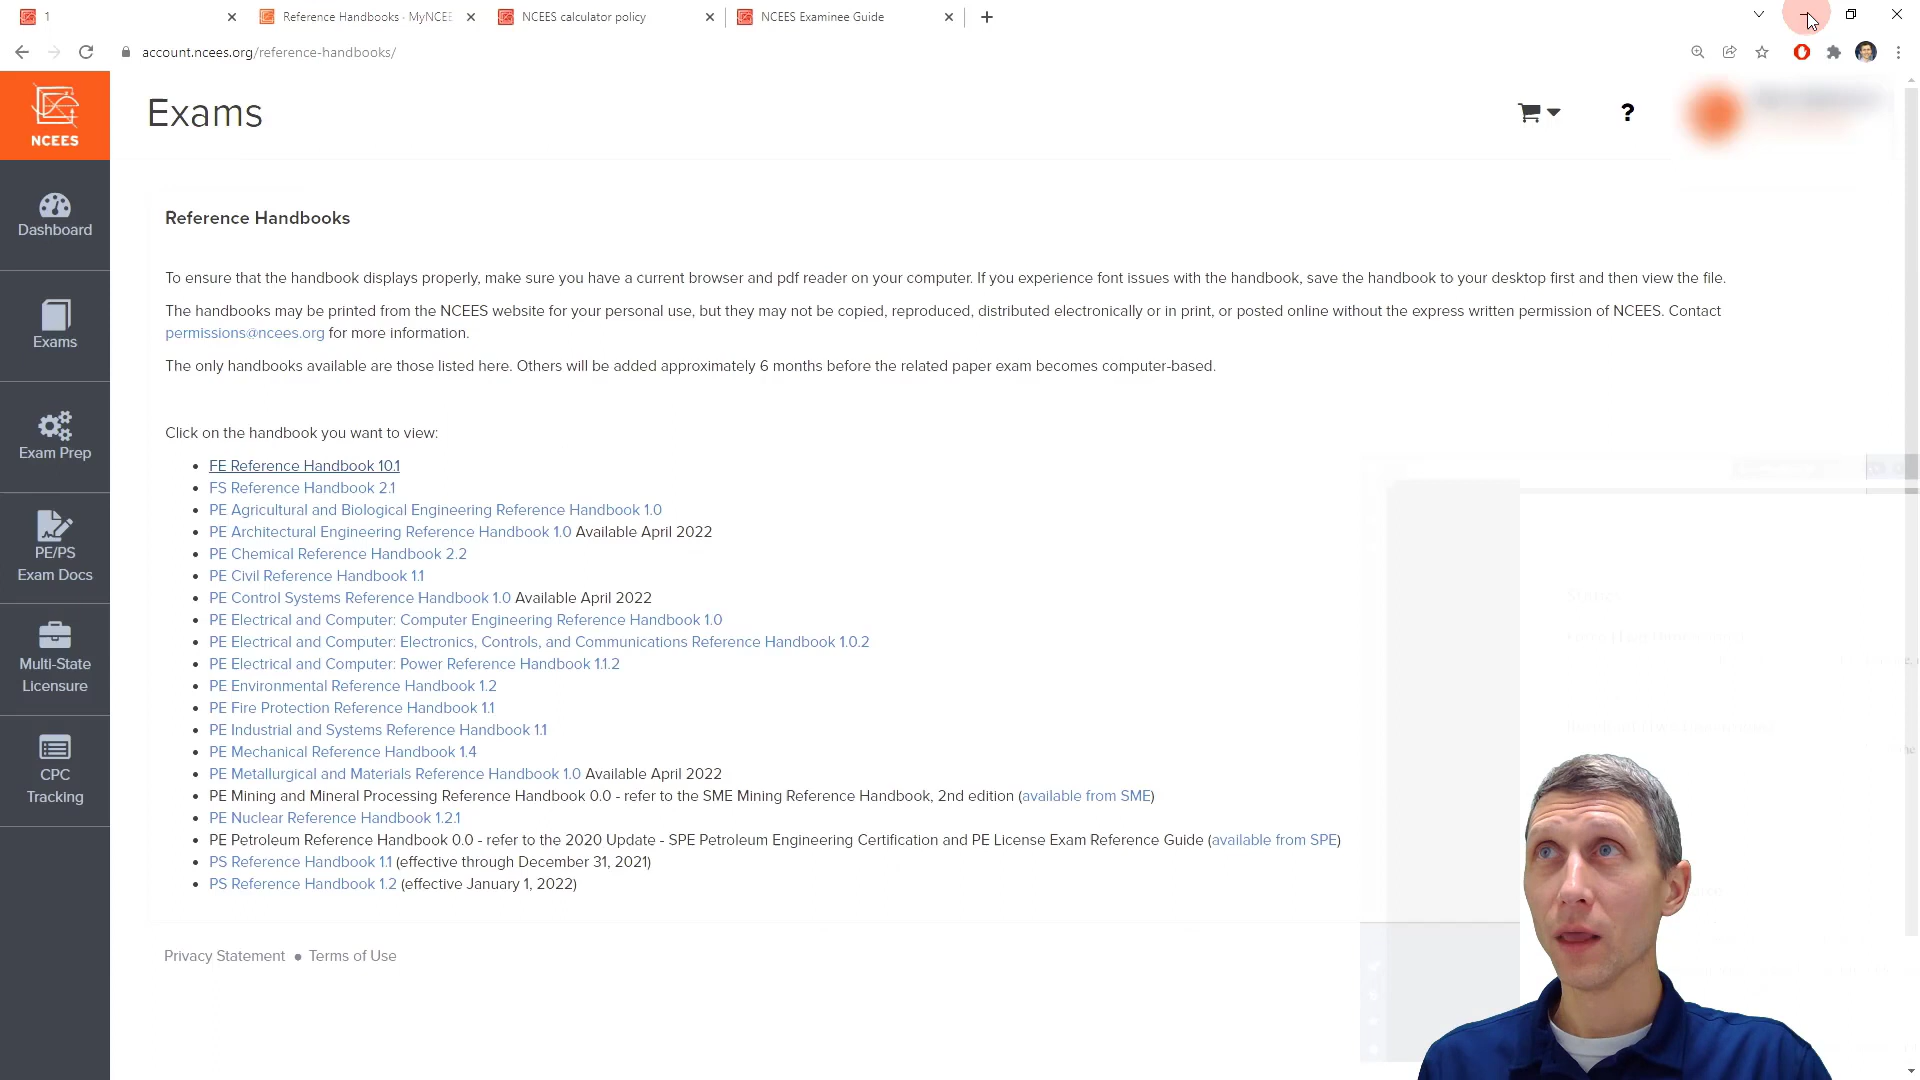 1
Reference Handbooks - MyNCEE
NCEES calculator policy
NCEES Examinee Guide
account.ncees.org/reference-handbooks/
NCEES
Exams
?
Dashboard
Exams
Exam Prep
PE/PS
Exam Docs
Multi-State
Licensure
CPC
Tracking
Reference Handbooks
To ensure that the handbook displays properly, make sure you have a current browser and pdf reader on your computer. If you experience font issues with the handbook, save the handbook to your desktop first and then view the file.
The handbooks may be printed from the NCEES website for your personal use, but they may not be copied, reproduced, distributed electronically or in print, or posted online without the express written permission of NCEES. Contact
permissions@ncees.org for more information.
The only handbooks available are those listed here. Others will be added approximately 6 months before the related paper exam becomes computer-based.
Click on the handbook you want to view:
• FE Reference Handbook 10.1
• FS Reference Handbook 2.1
• PE Agricultural and Biological Engineering Reference Handbook 1.0
• PE Architectural Engineering Reference Handbook 1.0 Available April 2022
• PE Chemical Reference Handbook 2.2
• PE Civil Reference Handbook 1.1
• PE Control Systems Reference Handbook 1.0 Available April 2022
• PE Electrical and Computer: Computer Engineering Reference Handbook 1.0
• PE Electrical and Computer: Electronics, Controls, and Communications Reference Handbook 1.0.2
• PE Electrical and Computer: Power Reference Handbook 1.1.2
• PE Environmental Reference Handbook 1.2
• PE Fire Protection Reference Handbook 1.1
• PE Industrial and Systems Reference Handbook 1.1
• PE Mechanical Reference Handbook 1.4
• PE Metallurgical and Materials Reference Handbook 1.0 Available April 2022
• PE Mining and Mineral Processing Reference Handbook 0.0 - refer to the SME Mining Reference Handbook, 2nd edition (available from SME)
• PE Nuclear Reference Handbook 1.2.1
• PE Petroleum Reference Handbook 0.0 - refer to the 2020 Update - SPE Petroleum Engineering Certification and PE License Exam Reference Guide (available from SPE)
• PS Reference Handbook 1.1 (effective through December 31, 2021)
• PS Reference Handbook 1.2 (effective January 1, 2022)
Privacy Statement • Terms of Use